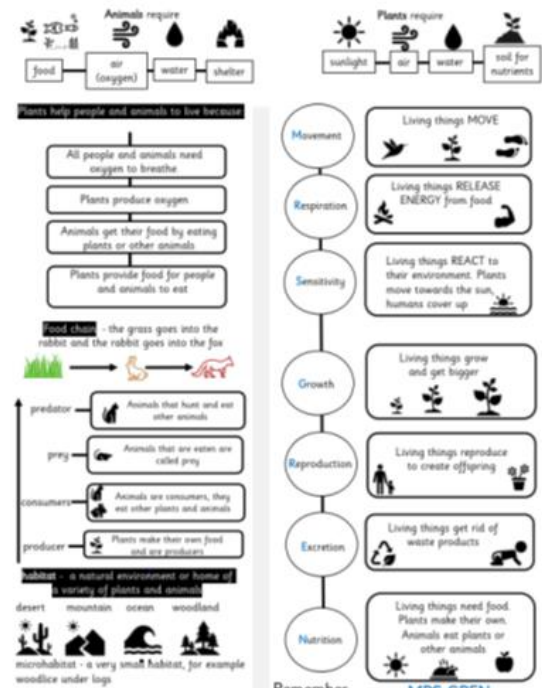 Animals require
food
air
(oxygen)
water
shelter
Plants help people and animals to live because
All people and animals need
oxygen to breathe
Plants produce oxygen
Animals get their food by eating
plants or other animals
Plants provide food for people
and animals to eat
Food chain - the grass goes into the
rabbit and the rabbit goes into the fox
predator
Animals that hunt and eat
other animals
prey
Animals that are eaten are
called prey
consumers
Animals are consumers, they
eat other plants and animals
producer
Plants make their own food
and are producers
habitat - a natural environment or home of
a variety of plants and animals
desert mountain ocean woodland
microhabitat - a very small habitat, for example
woodlice under logs
Plants require
sunlight
air
water
soil for
nutrients
Movement
Living things MOVE
Respiration
Living things RELEASE
ENERGY from food
Sensitivity
Living things REACT to
their environment. Plants
move towards the sun,
humans cover up
Growth
Living things grow
and get bigger
Reproduction
Living things reproduce
to create offspring
Excretion
Living things get rid of
waste products
Nutrition
Living things need food.
Plants make their own.
Animals eat plants or
other animals
Remember MRS GREN